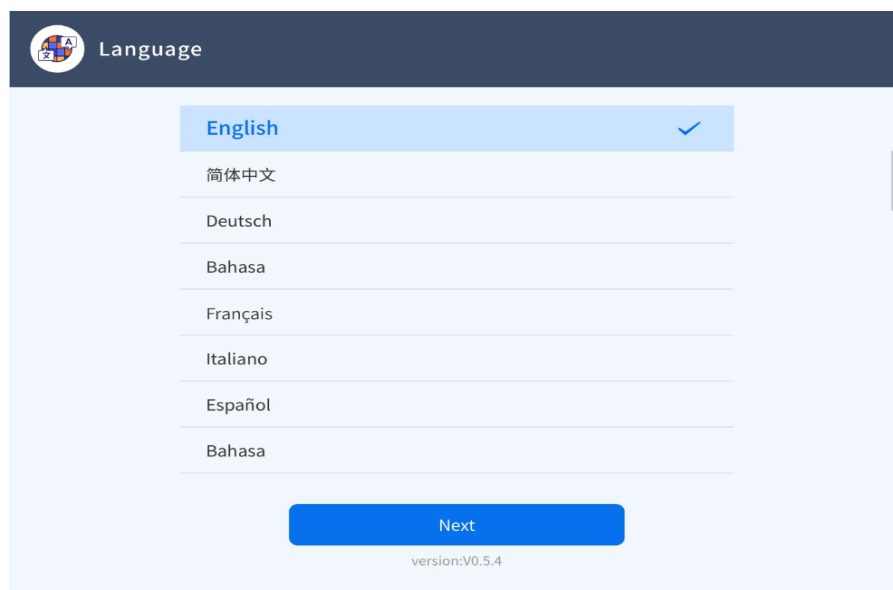 Language
English
简体中文
Deutsch
Bahasa
Français
Italiano
Español
Bahasa
Next
version:V0.5.4